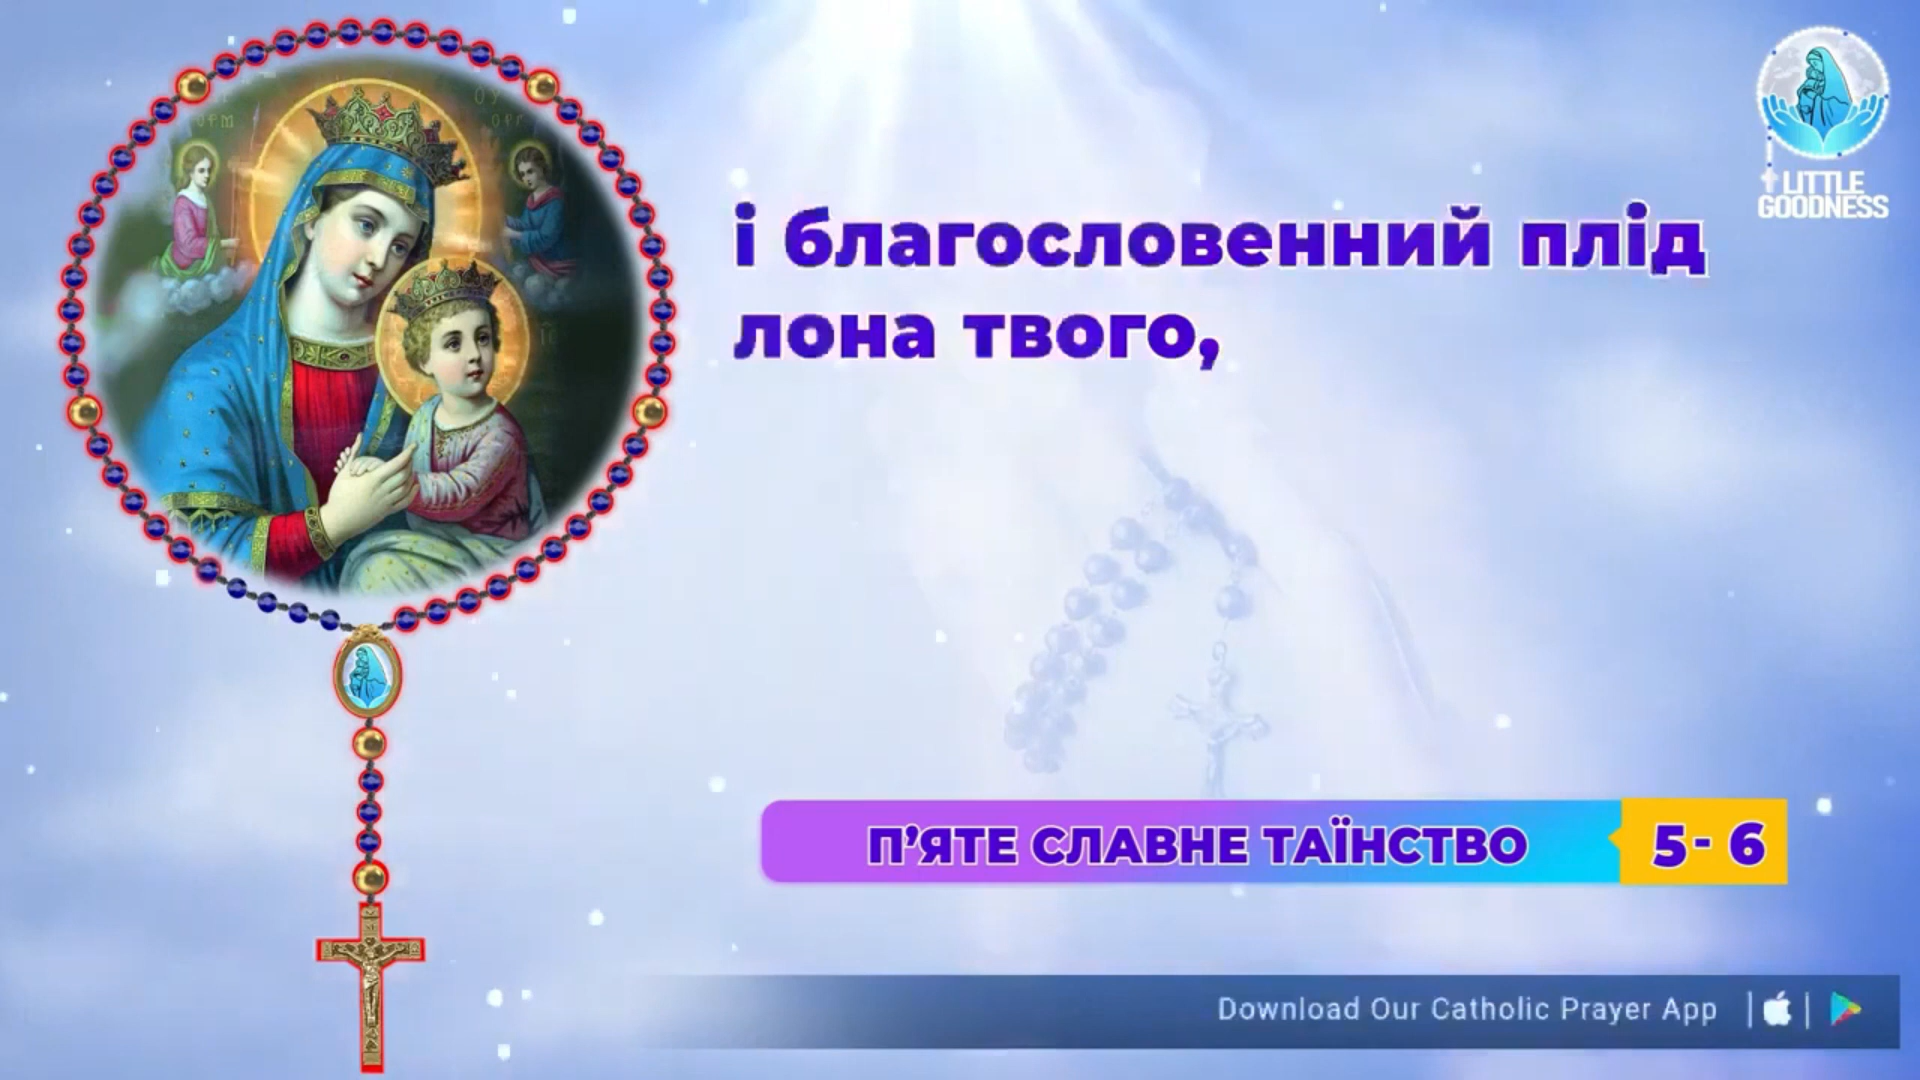 LITTLE
GOODNESS
і благословенний плід
лона твого,
П’ЯТЕ СЛАВНЕ ТАЇНСТВО 5 - 6
Download Our Catholic Prayer App